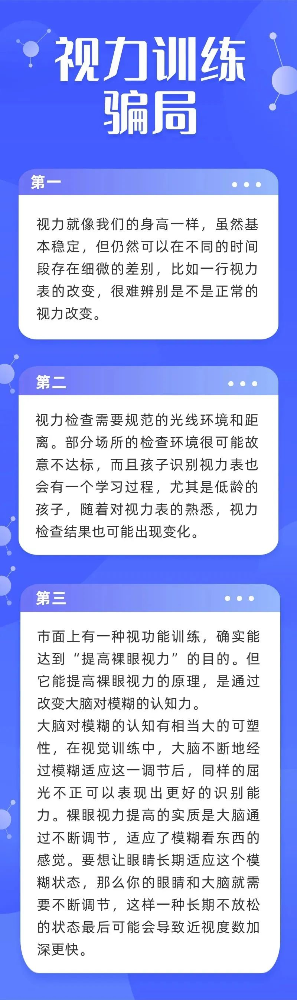 视力训练
骗局
第一
视力就像我们的身高一样，虽然基
本稳定，但仍然可以在不同的时间
段存在细微的差别，比如一行视力
表的改变，很难辨别是不是正常的
视力改变。
第二
视力检查需要规范的光线环境和距
离。部分场所的检查环境很可能故
意不达标，而且孩子识别视力表也
会有一个学习过程，尤其是低龄的
孩子，随着对视力表的熟悉，视力
检查结果也可能出现变化。
第三
市面上有一种视功能训练，确实能
达到“提高裸眼视力”的目的。但
它能提高裸眼视力的原理，是通过
改变大脑对模糊的认知力。
大脑对模糊的认知有相当大的可塑
性，在视觉训练中，大脑不断地经
过模糊适应这一调节后，同样的屈
光不正可以表现出更好的识别能
力。裸眼视力提高的实质是大脑通
过不断调节，适应了模糊看东西的
感觉。要想让眼睛长期适应这个模
糊状态，那么你的眼睛和大脑就需
要不断调节，这样一种长期不放松
的状态最后可能会导致近视度数加
深更快。